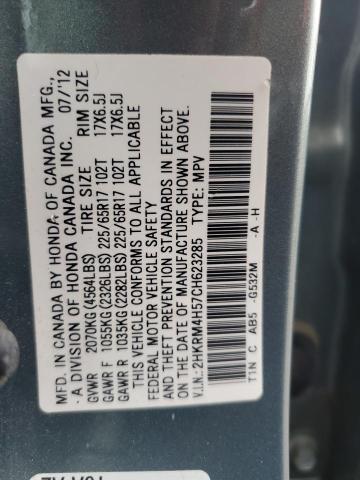 MFD. IN CANADA BY HONDA OF CANADA MFG.,
- A DIVISION OF HONDA CANADA INC. 07/'12
GVWR 2070KG(4564LBS) TIRE SIZE RIM SIZE
GAWR F 1055KG(2326LBS) 225/65R17 102T 17X6.5J
GAWR R 1035KG(2282LBS) 225/65R17 102T 17X6.5J
THIS VEHICLE CONFORMS TO ALL APPLICABLE
FEDERAL MOTOR VEHICLE SAFETY
& THEFT PREVENTION STANDARDS IN EFFECT
ON THE DATE OF MANUFACTURE SHOWN ABOVE.
V.I.N.: 2HKRM4H57CH623285 TYPE: MPV
T1N C AB5 -G532M -A -H